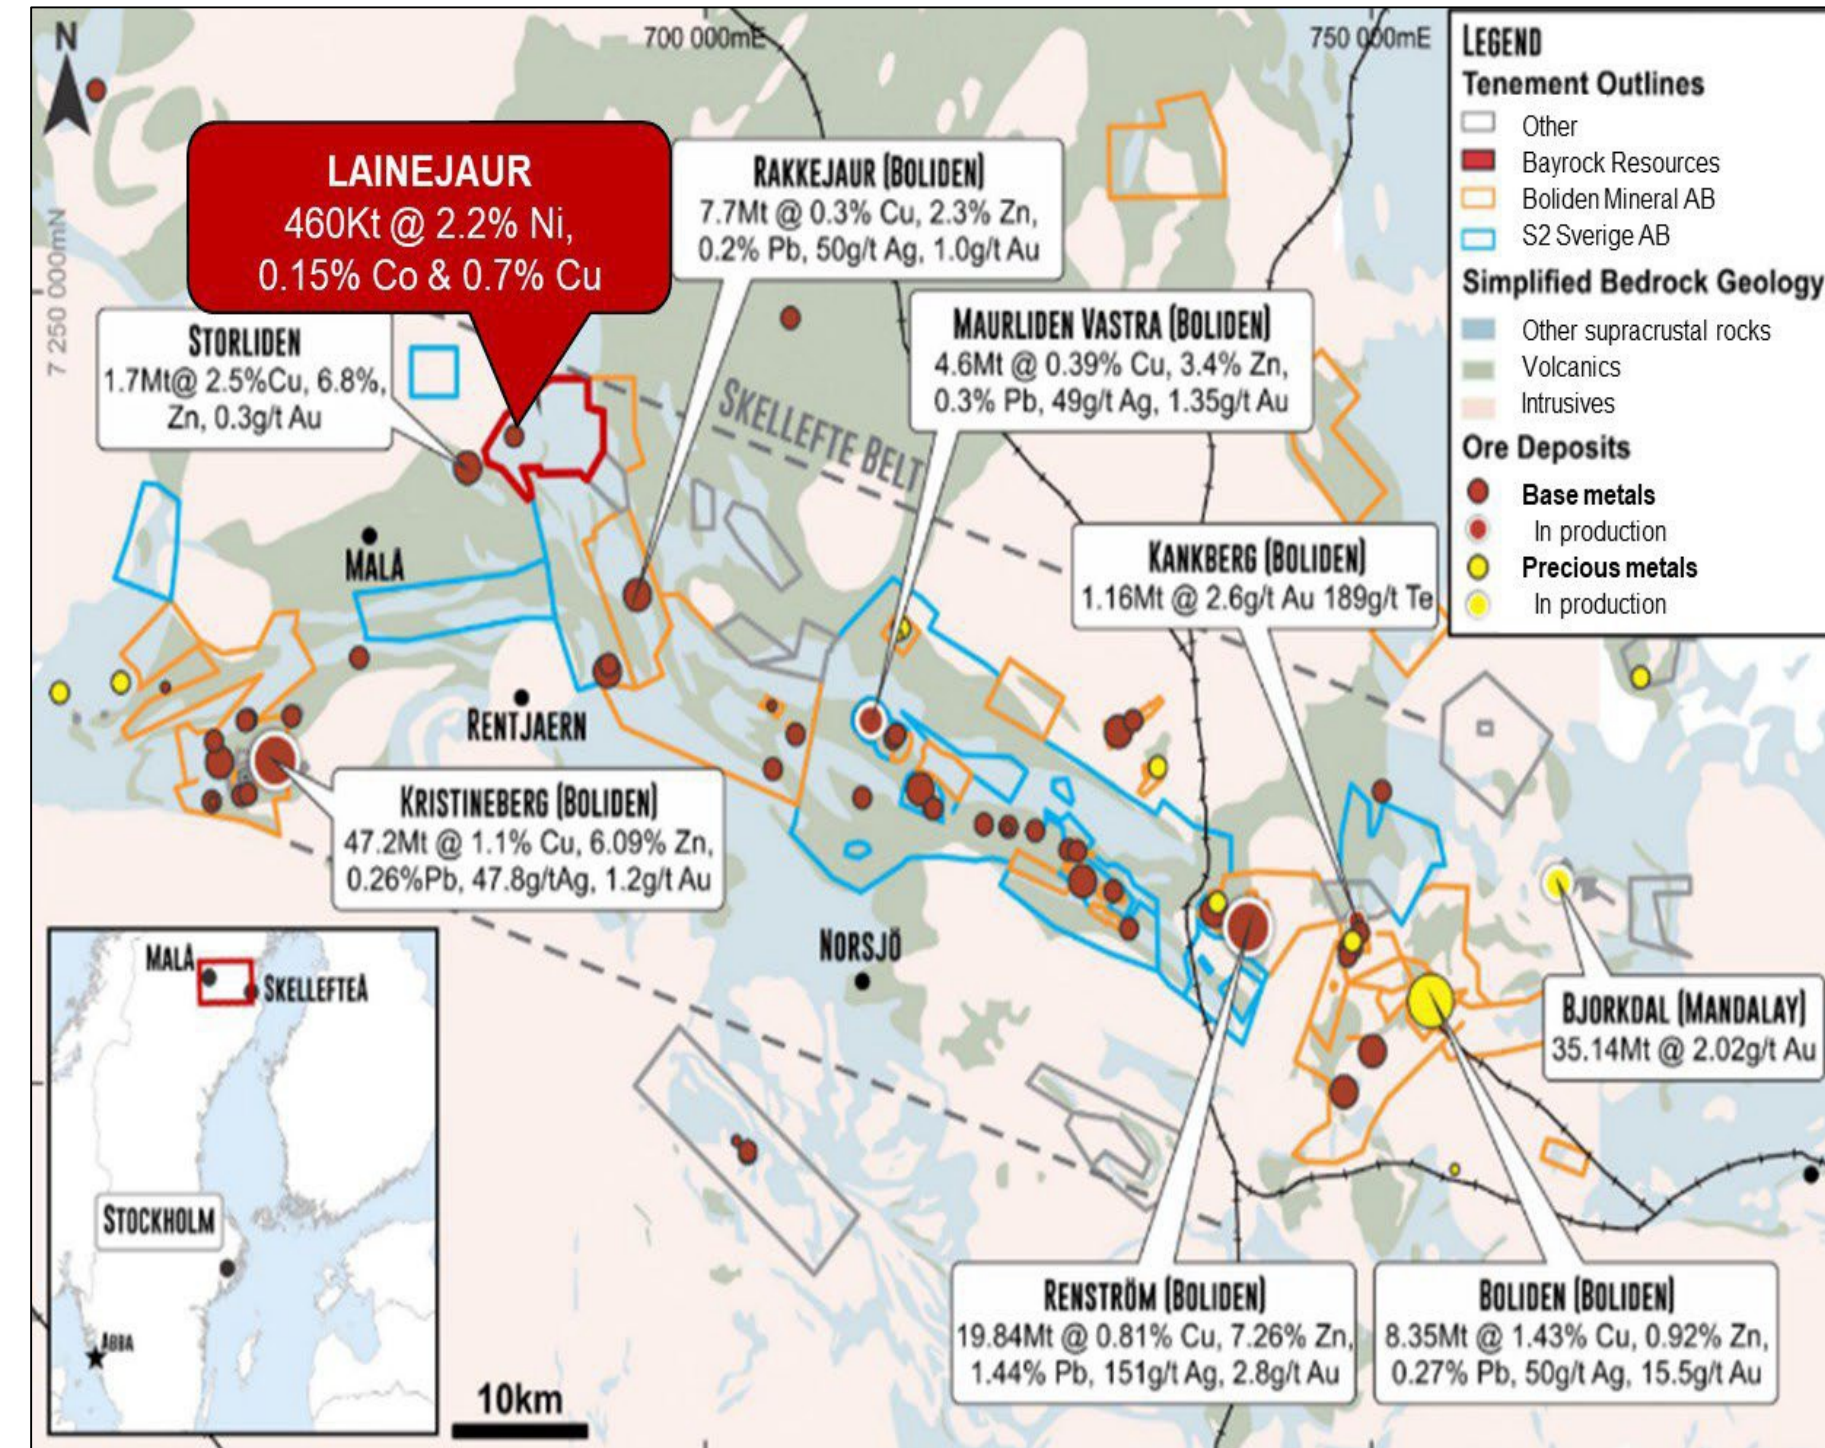 N
700 000mE
750 000mE
7 250 000mN
LAINEJAUR
460Kt @ 2.2% Ni,
0.15% Co & 0.7% Cu
RAKKEJAUR (BOLIDEN)
7.7Mt @ 0.3% Cu, 2.3% Zn,
0.2% Pb, 50g/t Ag, 1.0g/t Au
STORLIDEN
1.7Mt@ 2.5%Cu, 6.8%,
Zn, 0.3g/t Au
MAURLIDEN VASTRA (BOLIDEN)
4.6Mt @ 0.39% Cu, 3.4% Zn,
0.3% Pb, 49g/t Ag, 1.35g/t Au
SKELLEFTE BELT
KANKBERG (BOLIDEN)
1.16Mt @ 2.6g/t Au 189g/t Te
MALA
RENTJAERN
KRISTINEBERG (BOLIDEN)
47.2Mt @ 1.1% Cu, 6.09% Zn,
0.26%Pb, 47.8g/tAg, 1.2g/t Au
NORSJÖ
BJORKDAL (MANDALAY)
35.14Mt @ 2.02g/t Au
RENSTRÖM (BOLIDEN)
19.84Mt @ 0.81% Cu, 7.26% Zn,
1.44% Pb, 151g/t Ag, 2.8g/t Au
BOLIDEN (BOLIDEN)
8.35Mt @ 1.43% Cu, 0.92% Zn,
0.27% Pb, 50g/t Ag, 15.5g/t Au
MALA
SKELLEFTEA
STOCKHOLM
ABBA
10km
LEGEND
Tenement Outlines
Other
Bayrock Resources
Boliden Mineral AB
S2 Sverige AB
Simplified Bedrock Geology
Other supracrustal rocks
Volcanics
Intrusives
Ore Deposits
Base metals
In production
Precious metals
In production